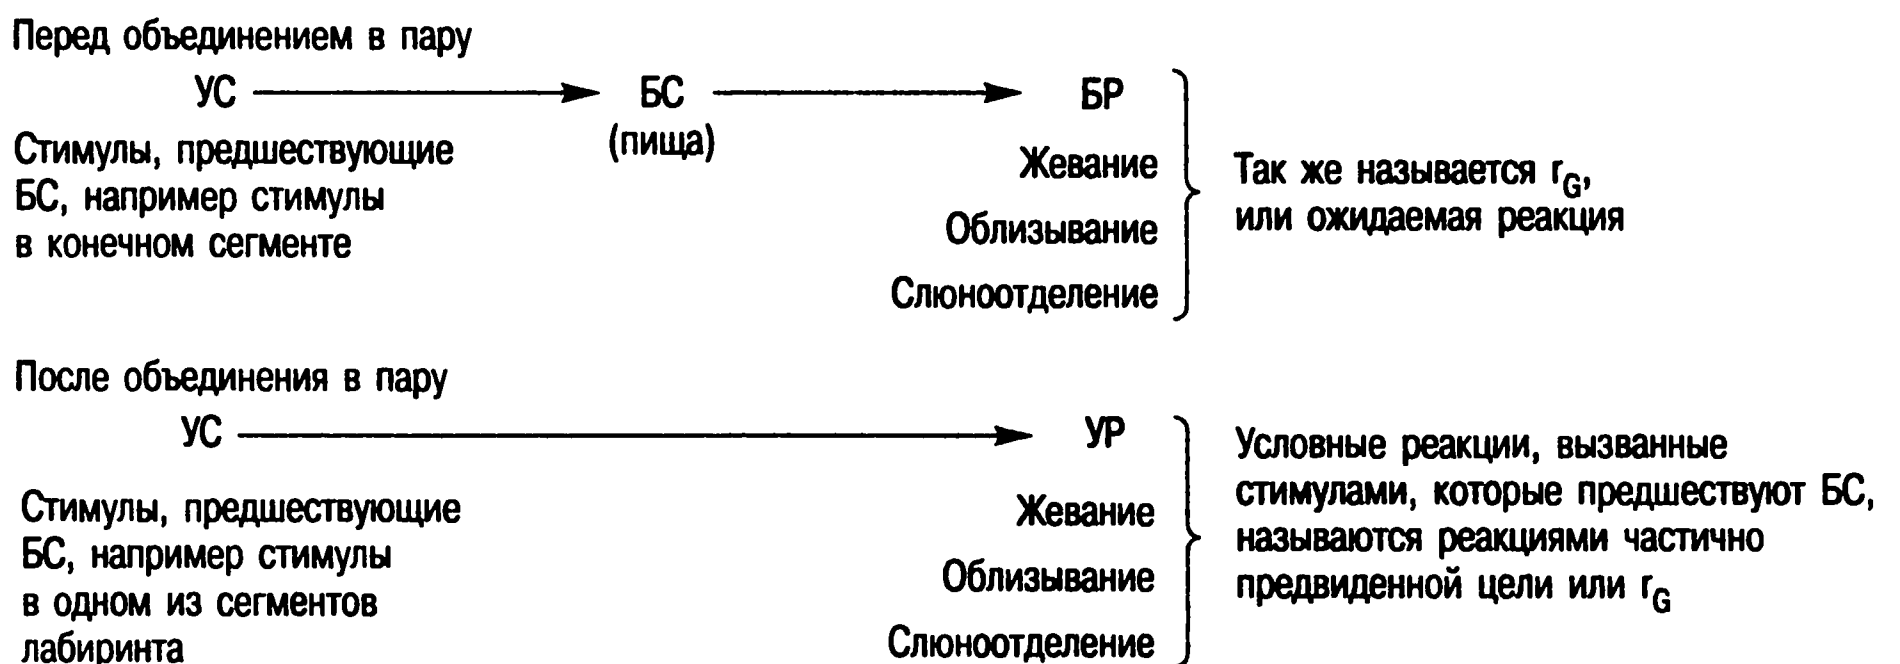 Перед объединением в пару
УС БС БР
(пища)
Стимулы, предшествующие
БС, например стимулы
в конечном сегменте
Жевание
Облизывание
Слюноотделение
Так же называется rG,
или ожидаемая реакция
После объединения в пару
УС УР
Стимулы, предшествующие
БС, например стимулы
в одном из сегментов
лабиринта
Жевание
Облизывание
Слюноотделение
Условные реакции, вызванные
стимулами, которые предшествуют БС,
называются реакциями частично
предвиденной цели или rG